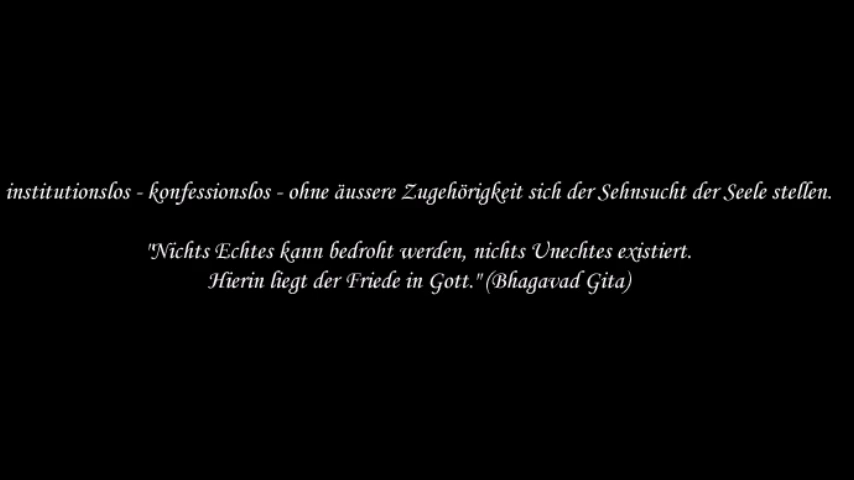 institutionslos - konfessionslos - ohne äussere Zugehörigkeit sich der Sehnsucht der Seele stellen.
"Nichts Echtes kann bedroht werden, nichts Unechtes existiert.
Hierin liegt der Friede in Gott." (Bhagavad Gita)